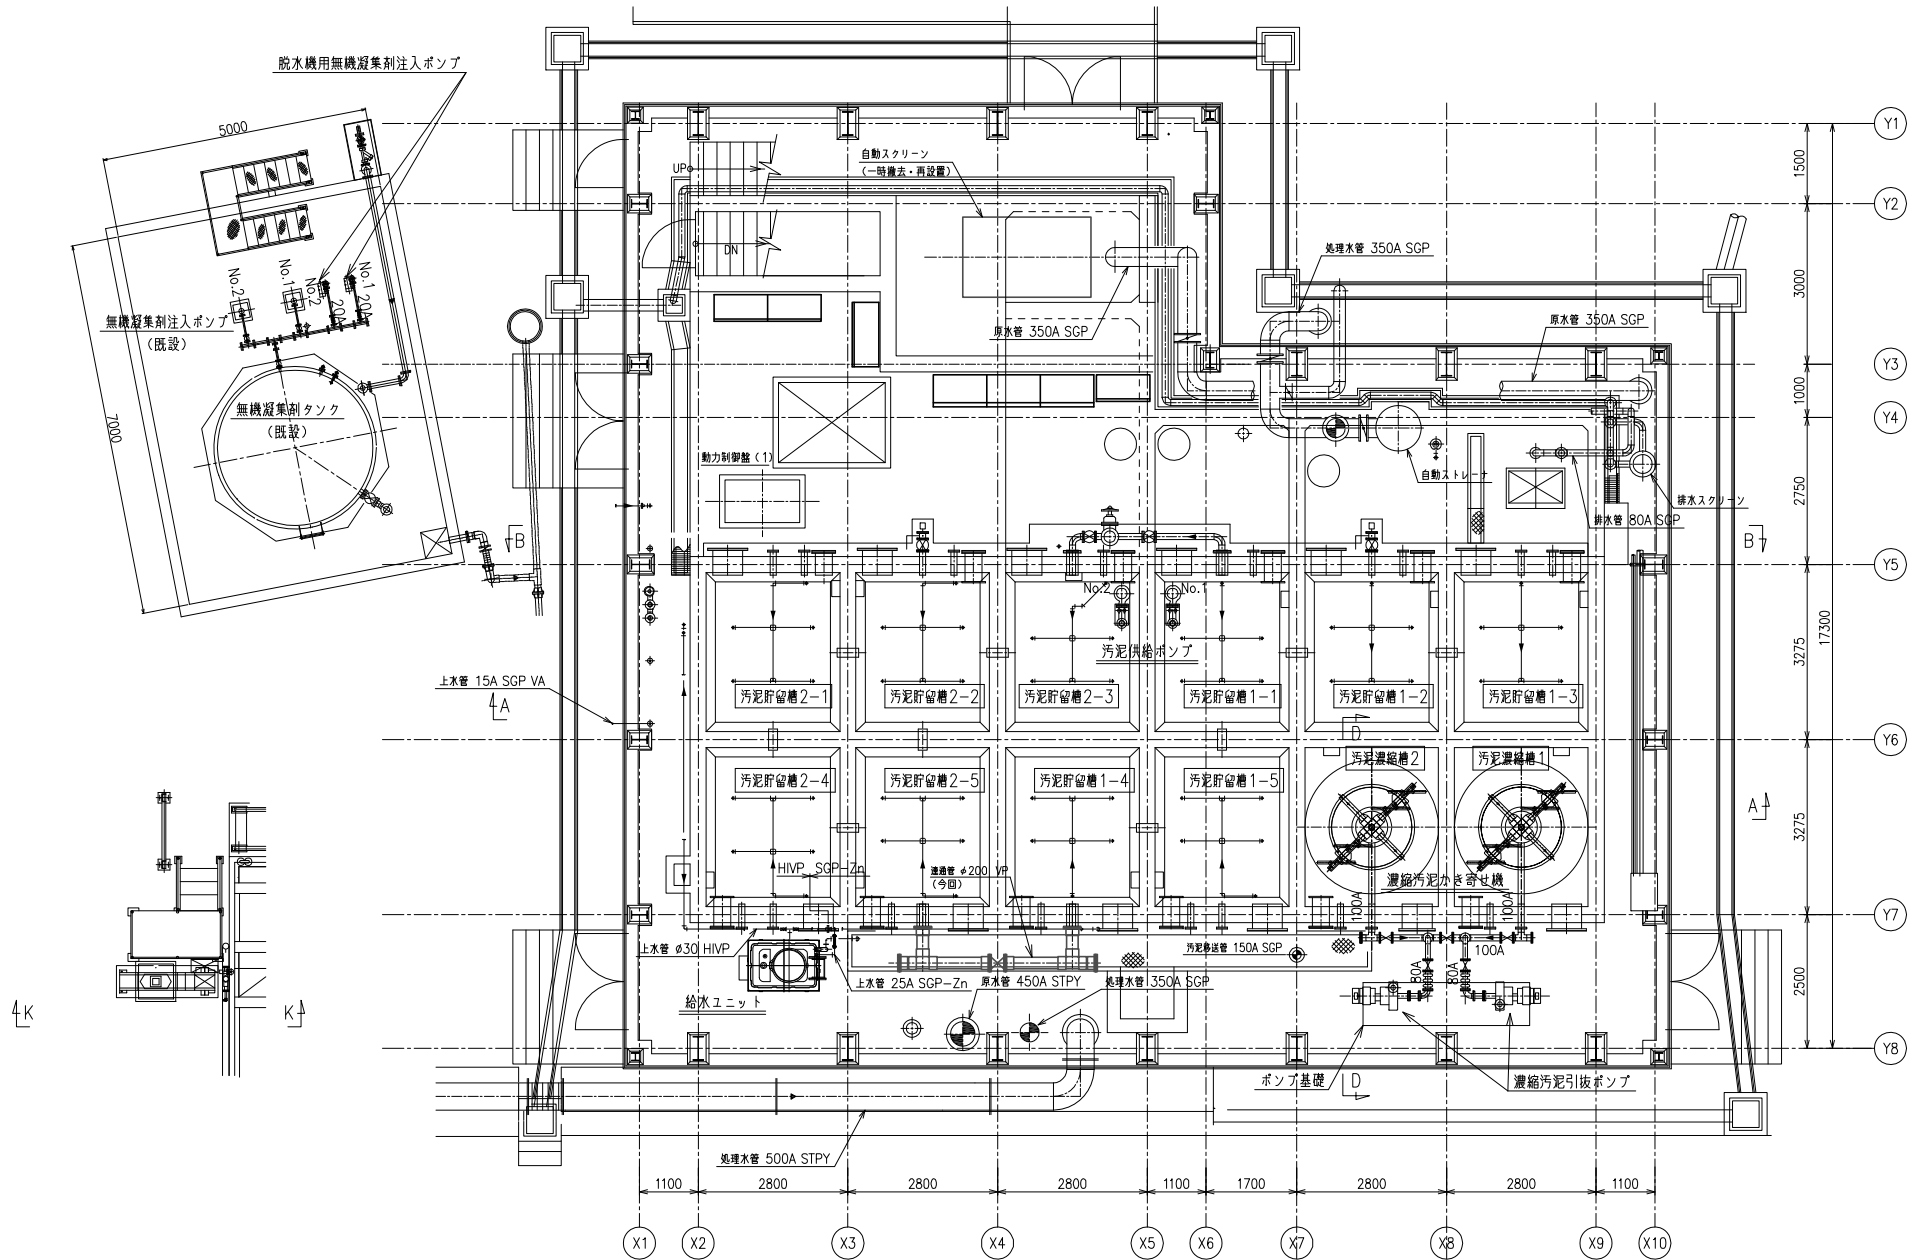 脱水機用無機凝集剤注入ポンプ
5000
7000
No.2
No.1
No.2
20A
No.1
20A
無機凝集剤注入ポンプ
(既設)
無機凝集剤タンク
(既設)
UP
DN
自動スクリーン
(一時撤去・再設置)
原水管 350A SGP
処理水管 350A SGP
原水管 350A SGP
動力制御盤(1)
自動ストレーナ
排水スクリーン
排水管 80A SGP
B
B
No.2
No.1
汚泥供給ポンプ
上水管 15A SGP VA
A
汚泥貯留槽2-1
汚泥貯留槽2-2
汚泥貯留槽2-3
汚泥貯留槽1-1
汚泥貯留槽1-2
汚泥貯留槽1-3
D
汚泥貯留槽2-4
汚泥貯留槽2-5
汚泥貯留槽1-4
汚泥貯留槽1-5
汚泥濃縮槽2
汚泥濃縮槽1
A
HIVP
SGP-Zn
連通管 φ200 VP
(今回)
濃縮汚泥かき寄せ機
100A
100A
上水管 φ30 HIVP
汚泥移送管 150A SGP
100A
80A
80A
上水管 25A SGP-Zn
原水管 450A STPY
処理水管 350A SGP
給水ユニット
K
K
ポンプ基礎
D
濃縮汚泥引抜ポンプ
処理水管 500A STPY
1100
2800
2800
2800
1100
1700
2800
2800
1100
X1
X2
X3
X4
X5
X6
X7
X8
X9
X10
Y1
1500
Y2
3000
Y3
1000
Y4
2750
Y5
3275
17300
Y6
3275
Y7
2500
Y8